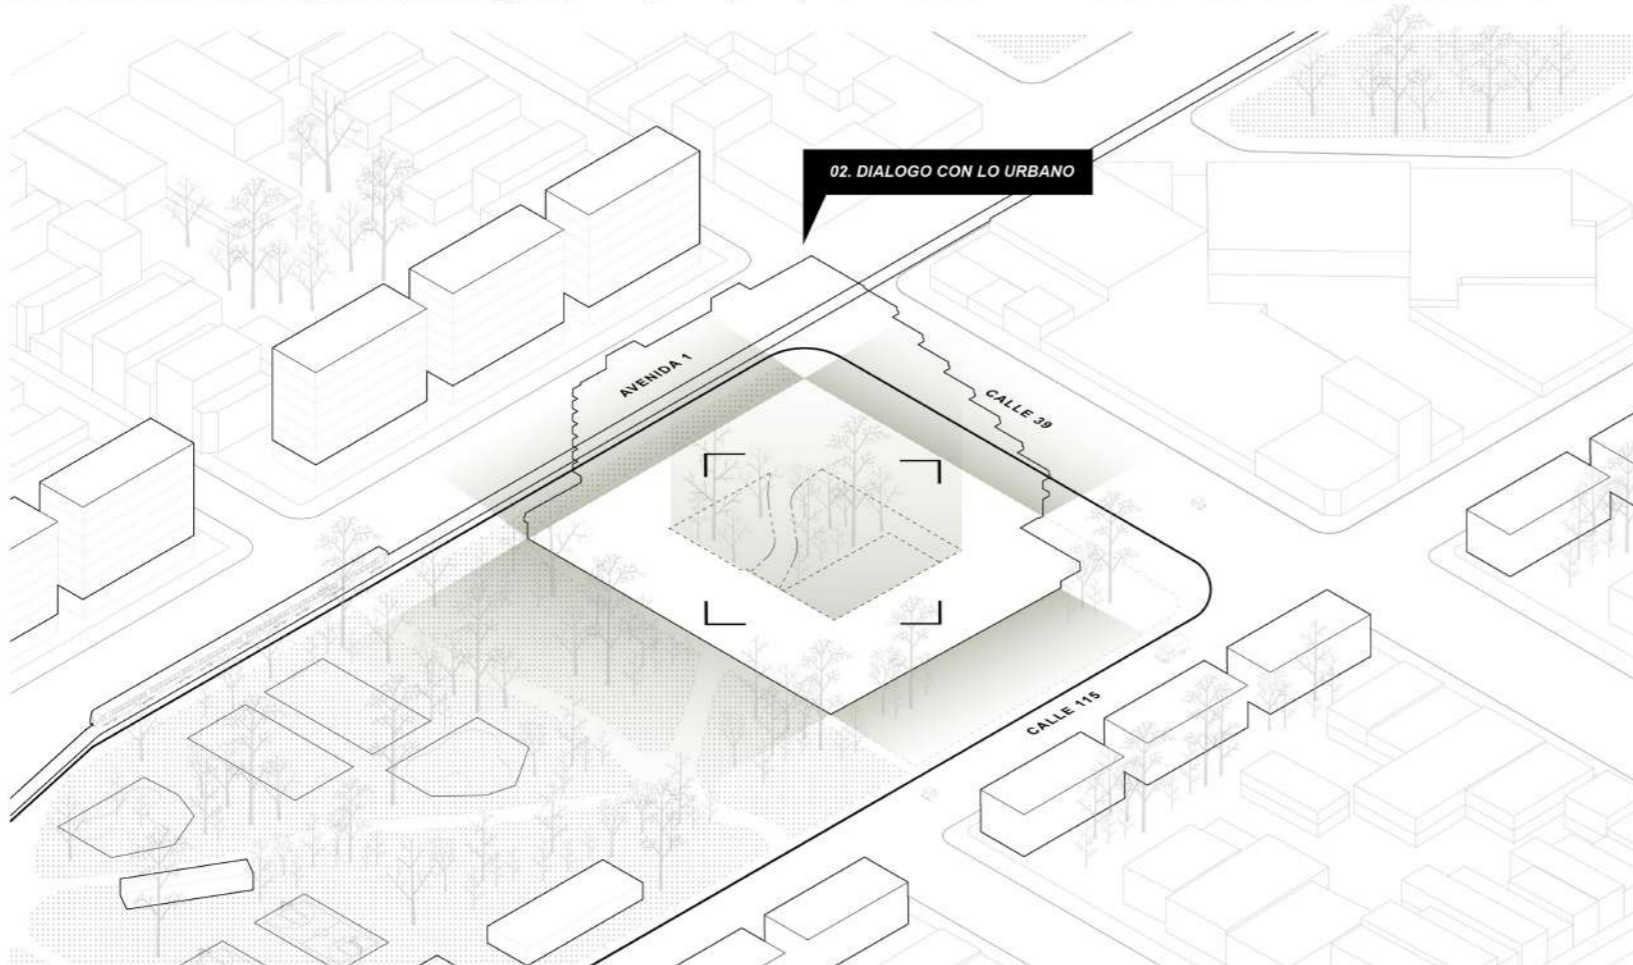 02. DIALOGO CON LO URBANO
AVENIDA 1
CALLE 39
CALLE 115